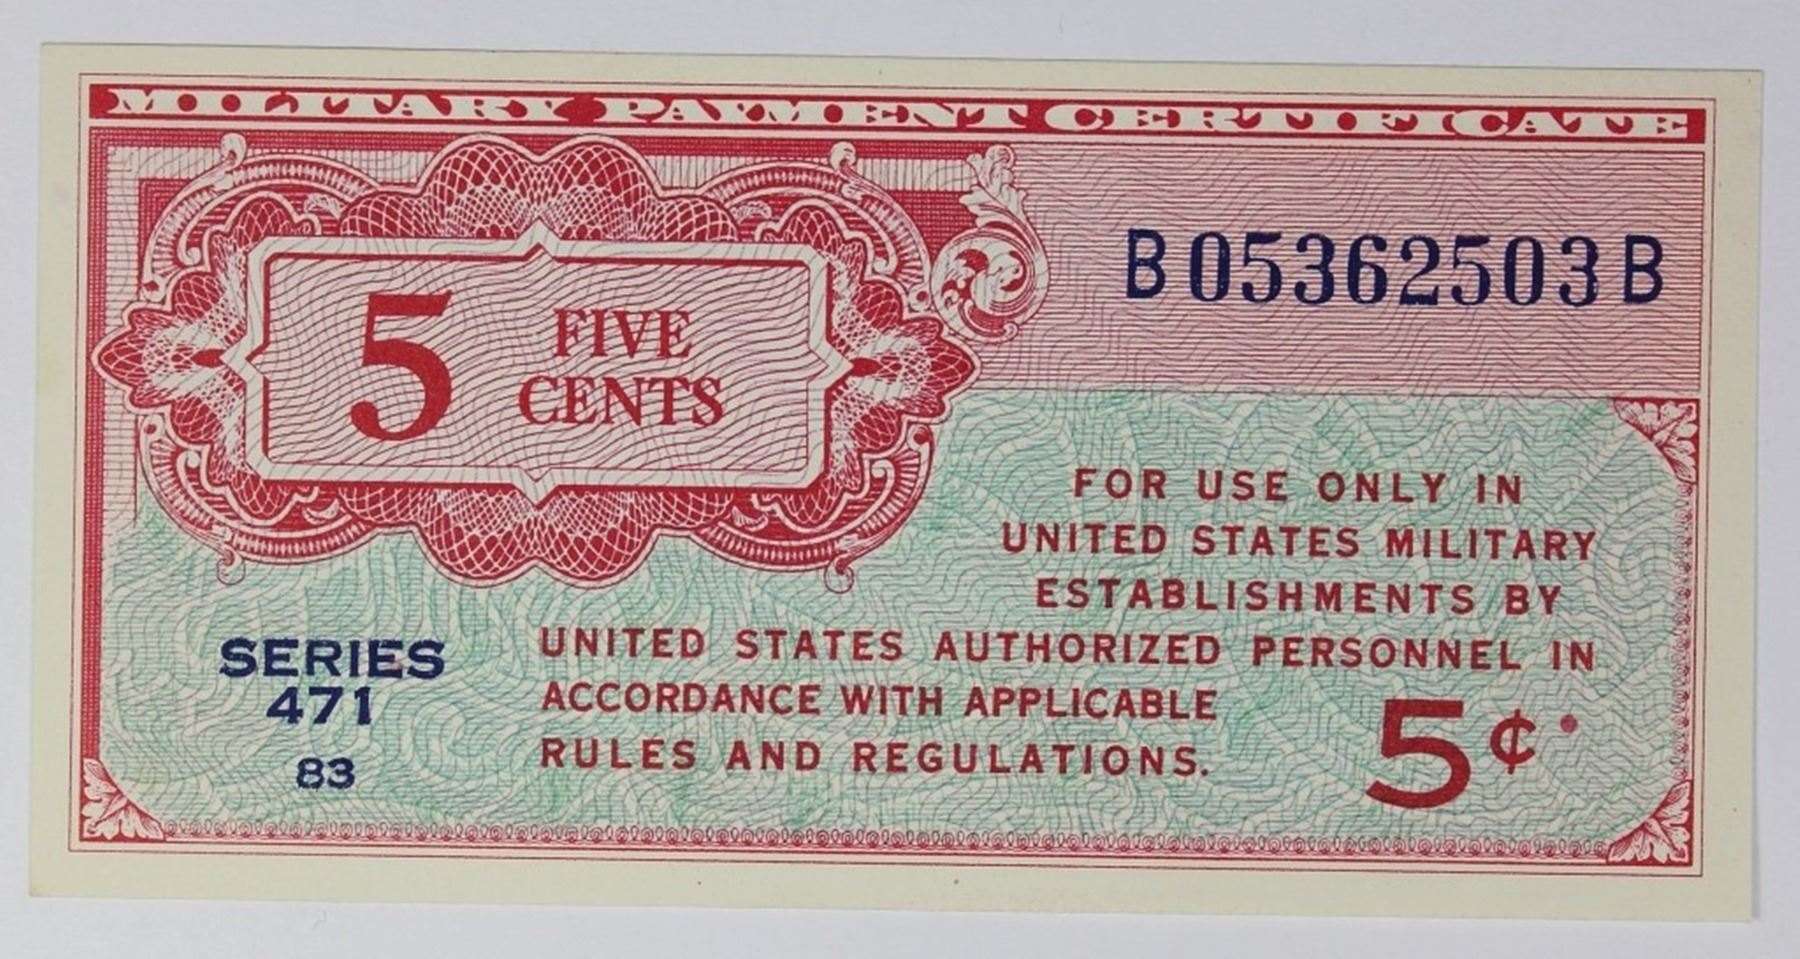 MILITARY PAYMENT CERTIFICATE
B05362503B
5 FIVE
CENTS
FOR USE ONLY IN
UNITED STATES MILITARY
ESTABLISHMENTS BY
UNITED STATES AUTHORIZED PERSONNEL IN
ACCORDANCE WITH APPLICABLE
RULES AND REGULATIONS.
SERIES
471
83
5¢